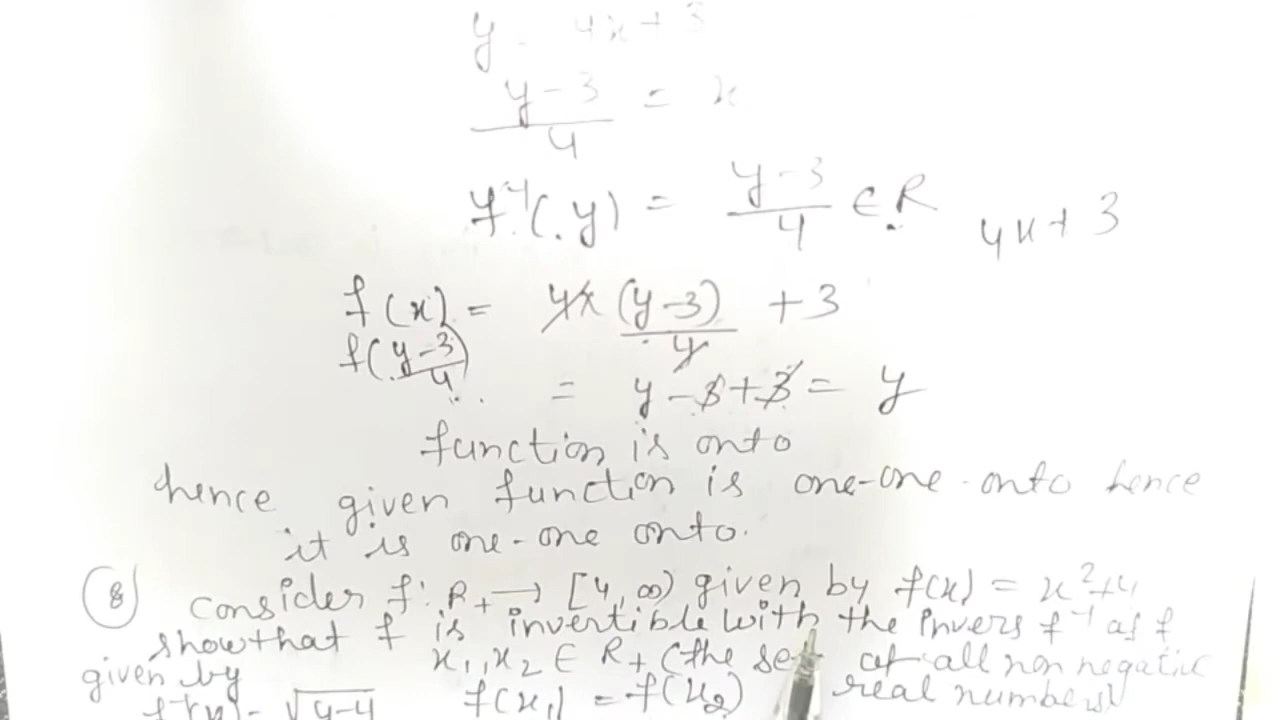 y = 4x + 3
y - 3 / 4 = x
f⁻¹(y) = y - 3 / 4 ∈ R
4x + 3
f(x) = 4x (y - 3) / 4 + 3
f(y - 3 / 4)
= y - 3 + 3 = y
function is onto
hence given function is one-one onto hence
it is one-one onto.
(8) consider f: R+ → [4, ∞) given by f(x) = x² + 4
show that f is invertible with the invers f⁻¹ of f
given by x₁, x₂ ∈ R+ (the set of all non negative
f⁻¹(y) = √y-4 f(x₁) = f(x₂) real numbers)